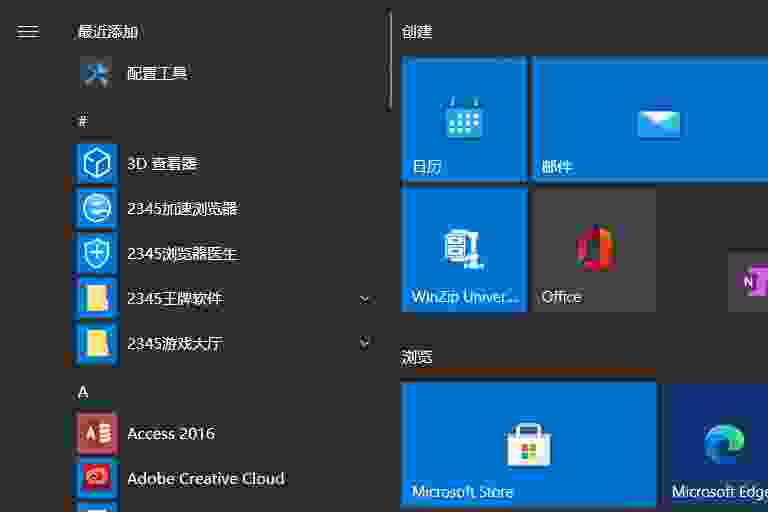 最近添加
配置工具
#
3D 查看器
2345加速浏览器
2345浏览器医生
2345王牌软件
2345游戏大厅
A
Access 2016
Adobe Creative Cloud
创建
日历
邮件
WinZip Univer...
Office
N
浏览
Microsoft Store
Microsoft Edge